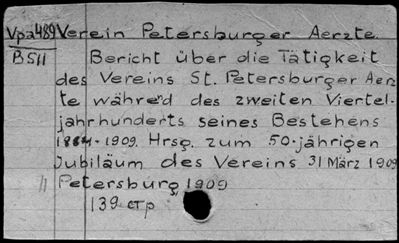 Vpa489 Verein Petersburger Aerzte.
B511 Bericht über die Tätigkeit
des Vereins St. Petersburger Aerz
te während des zweiten Viertel-
jahrhunderts seines Bestehens
1884-1909. Hrsg. zum 50-jährigen
Jubiläum des Vereins 31 März 1909
Petersburg 1909
139 стр